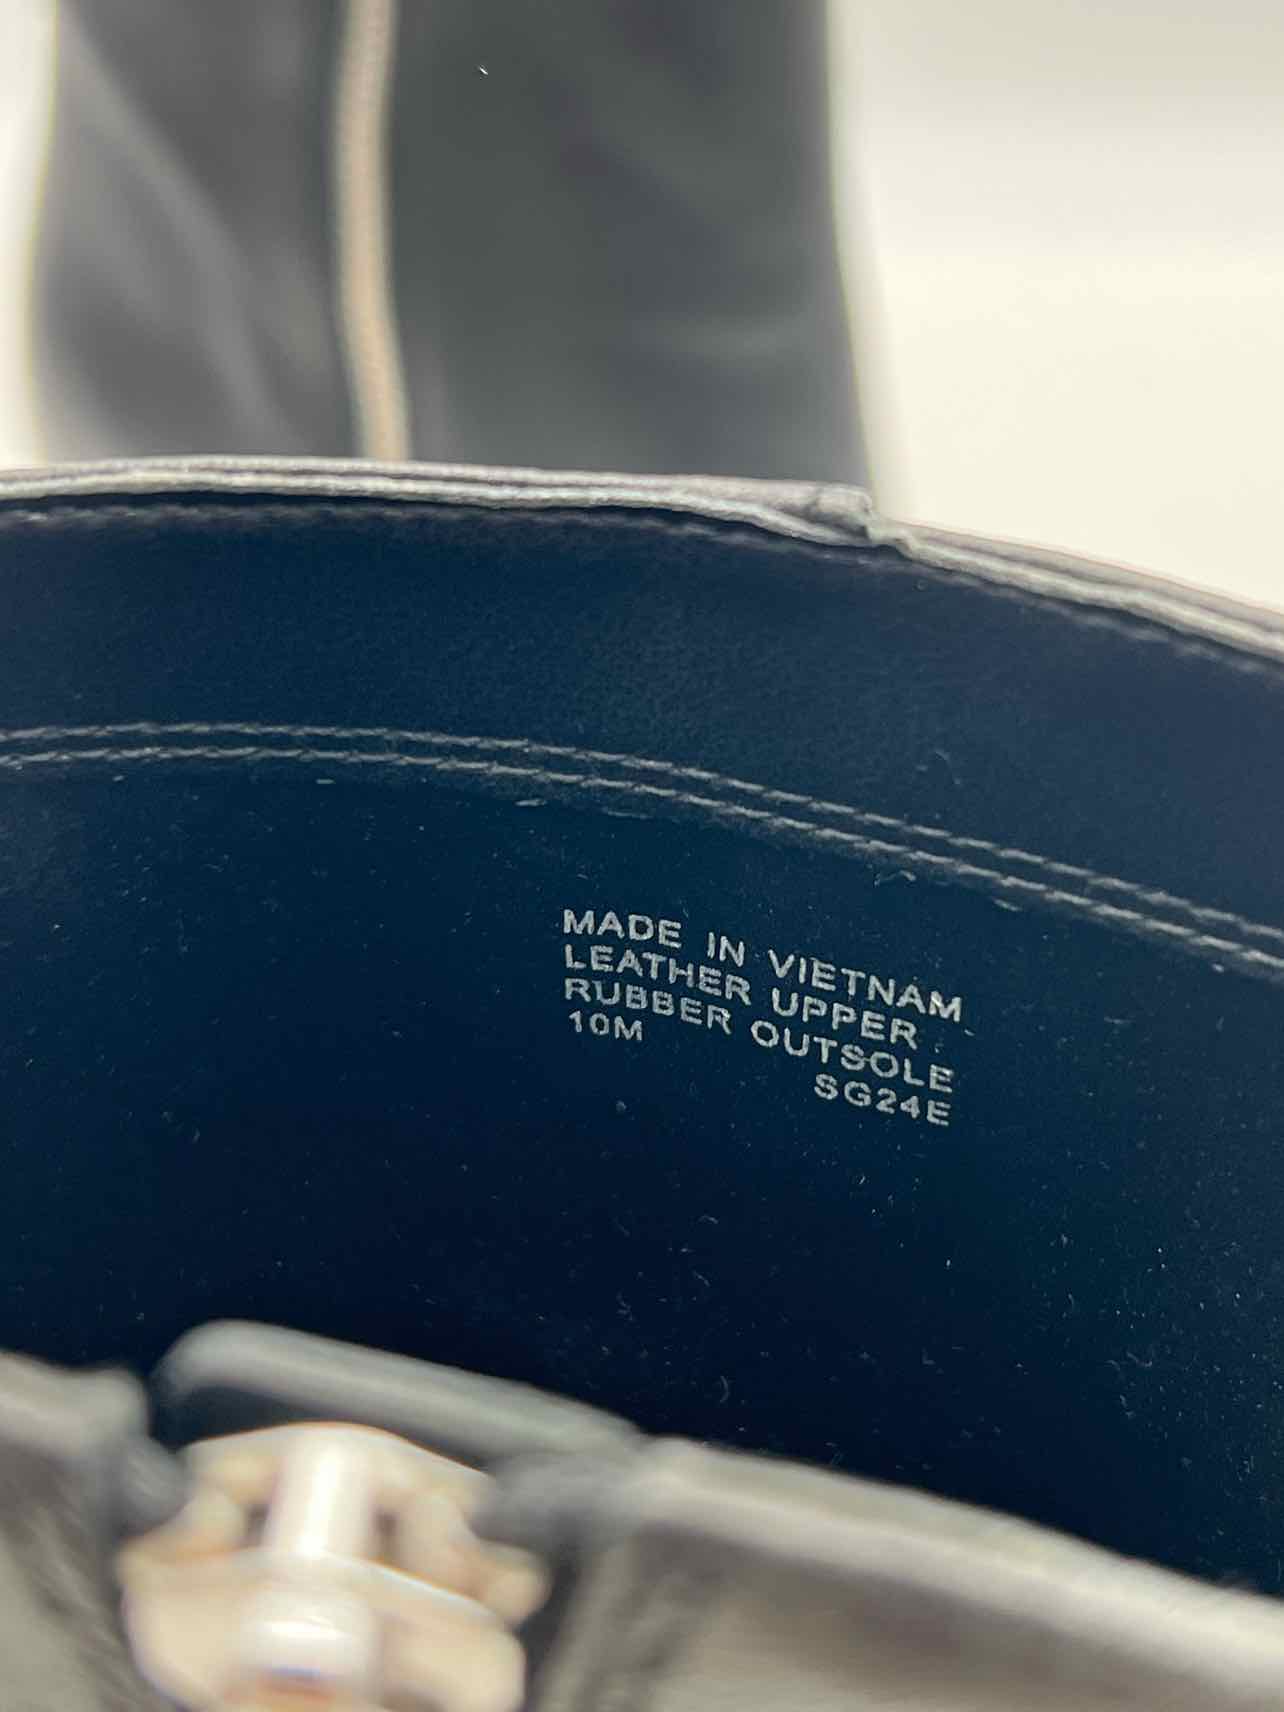 MADE IN VIETNAM
LEATHER UPPER
RUBBER OUTSOLE
10M
SG24E